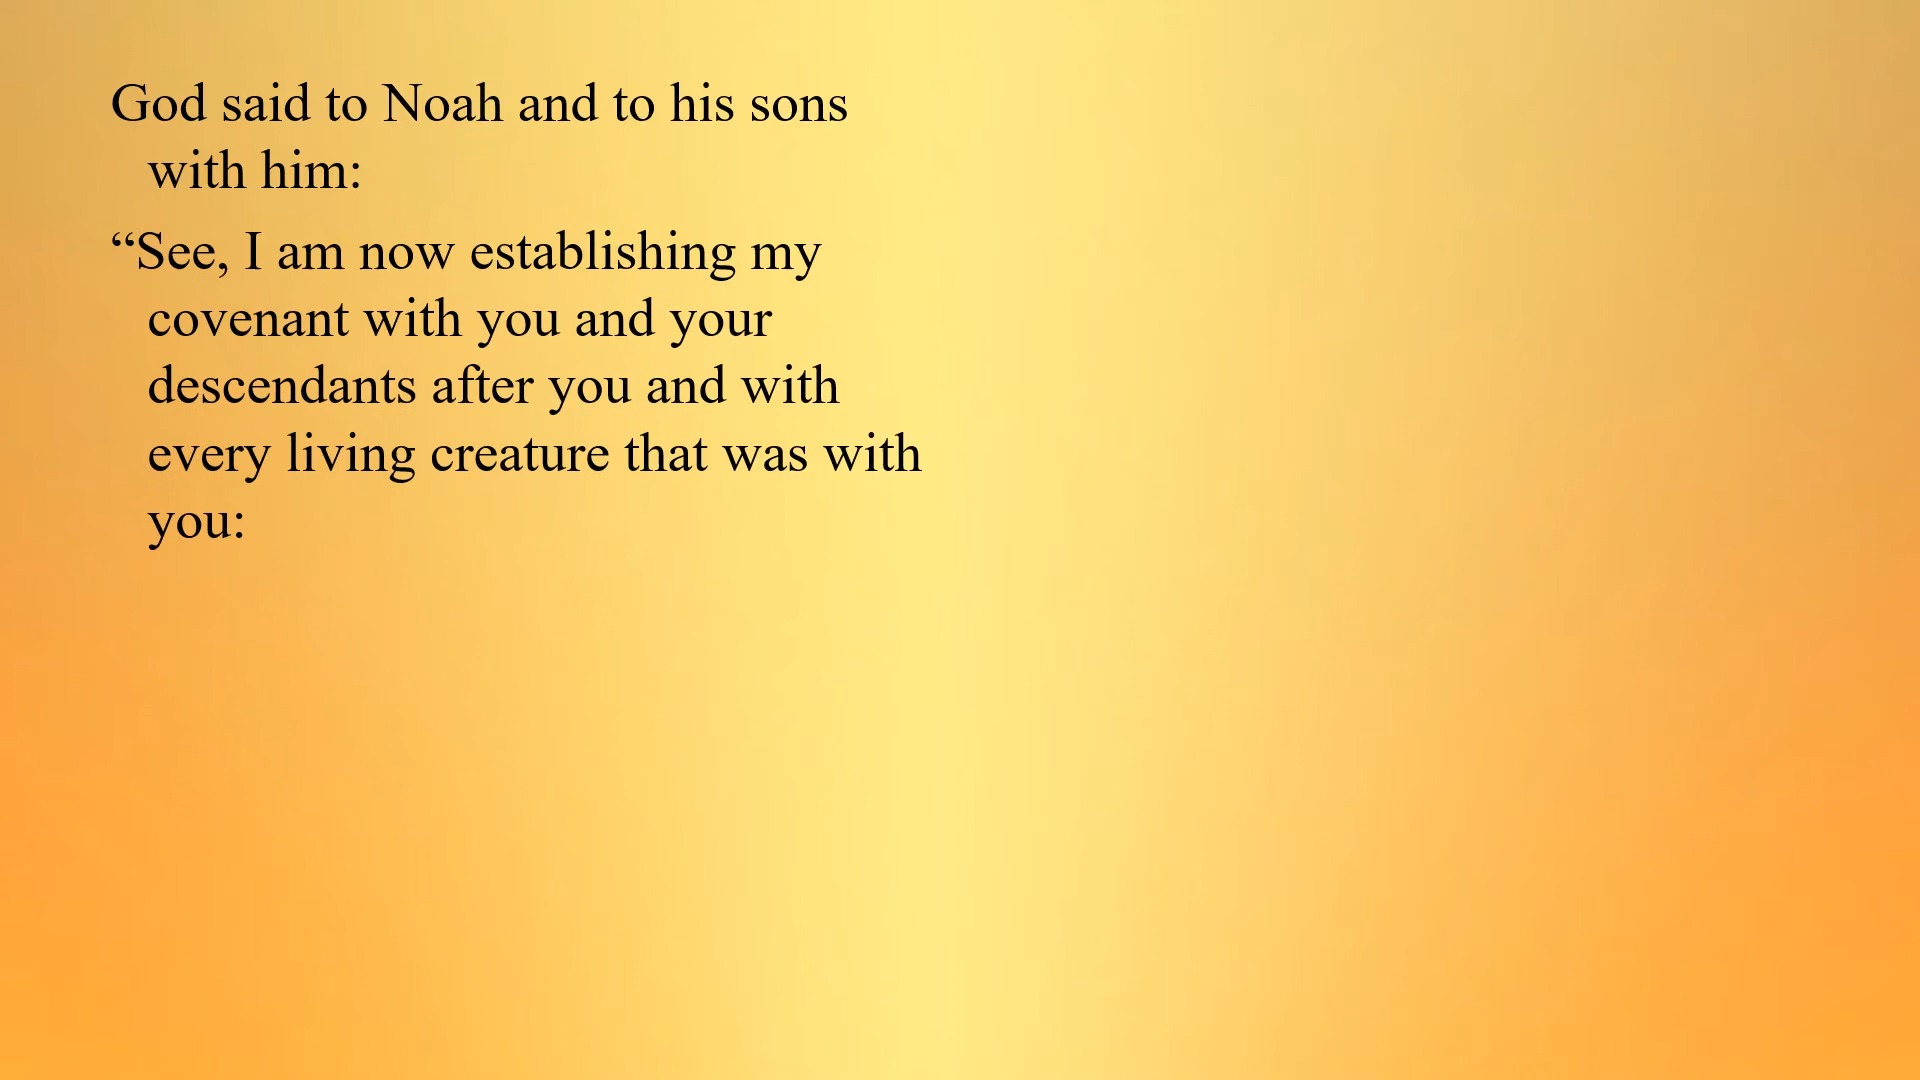 God said to Noah and to his sons
with him:
“See, I am now establishing my
covenant with you and your
descendants after you and with
every living creature that was with
you: